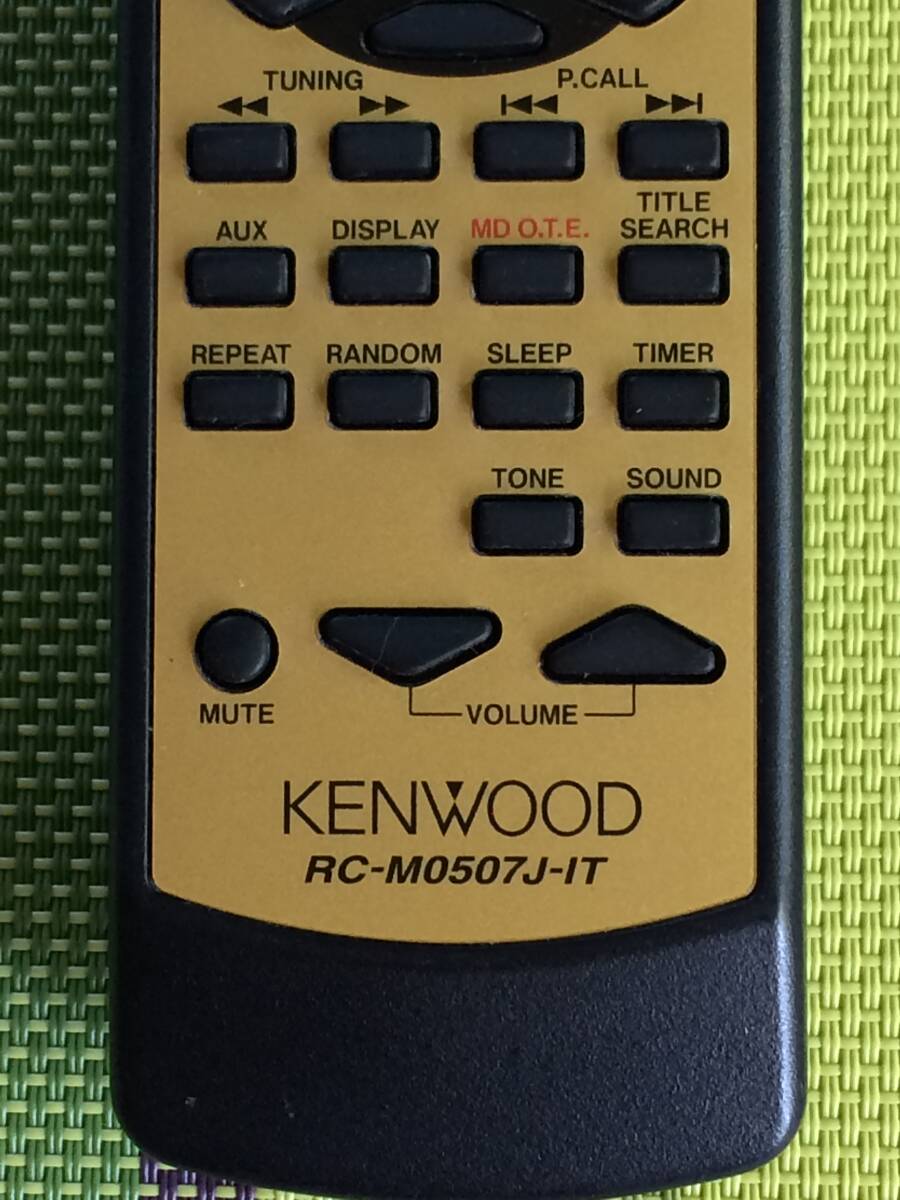 TUNING P.CALL
AUX DISPLAY MD O.T.E. TITLE SEARCH
REPEAT RANDOM SLEEP TIMER
TONE SOUND
MUTE VOLUME
KENWOOD
RC-M0507J-IT